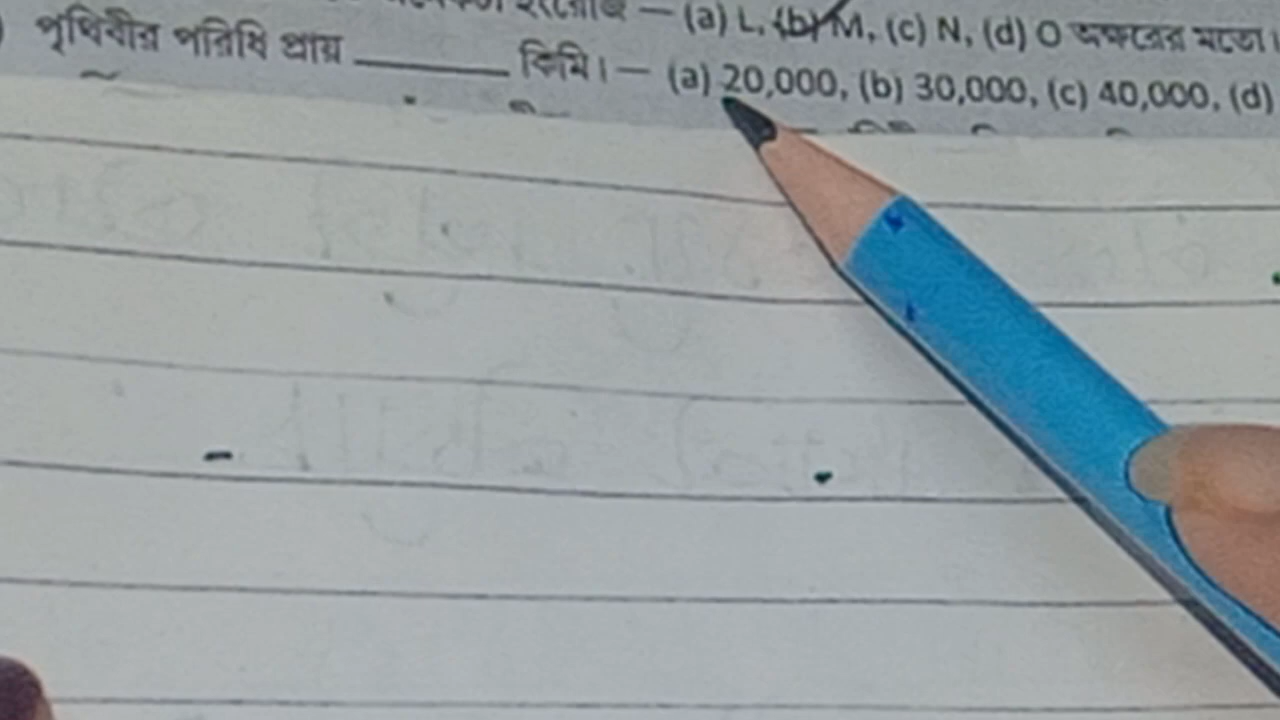 — (a) L, (b) M, (c) N, (d) O অক্ষরের মতো।
পৃথিবীর পরিধি প্রায় ________ কিমি। — (a) 20,000, (b) 30,000, (c) 40,000, (d)